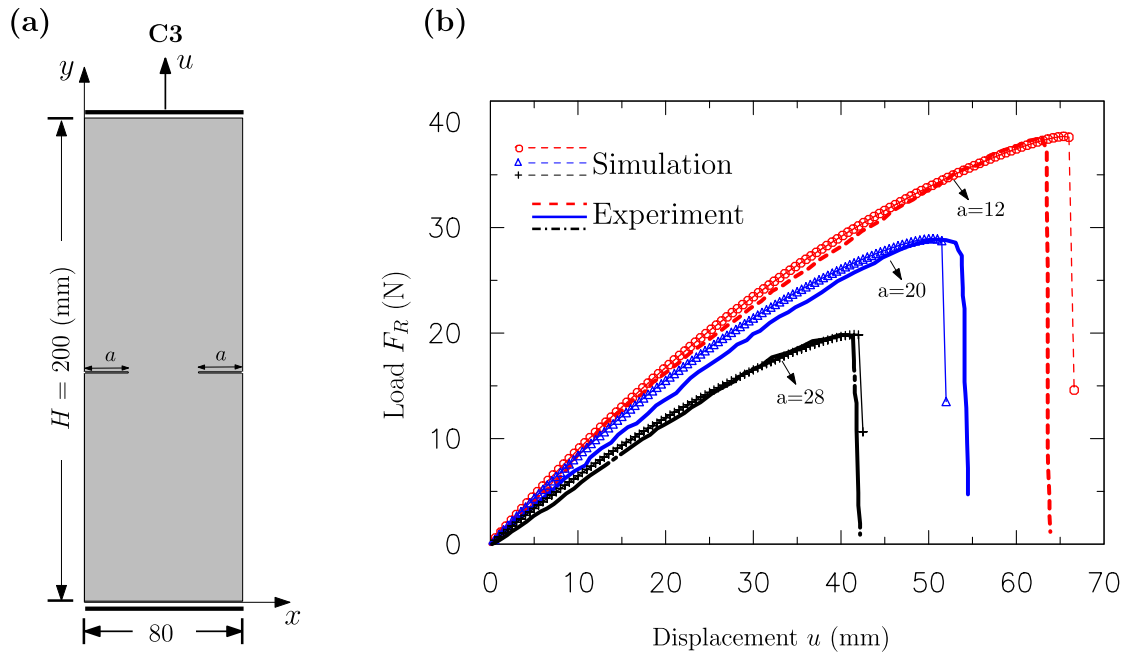 (a)
C3
u
y
a
a
H = 200 (mm)
x
80
(b)
40
30
20
10
0
Load F_R (N)
Simulation
Experiment
a=12
a=20
a=28
0 10 20 30 40 50 60 70
Displacement u (mm)